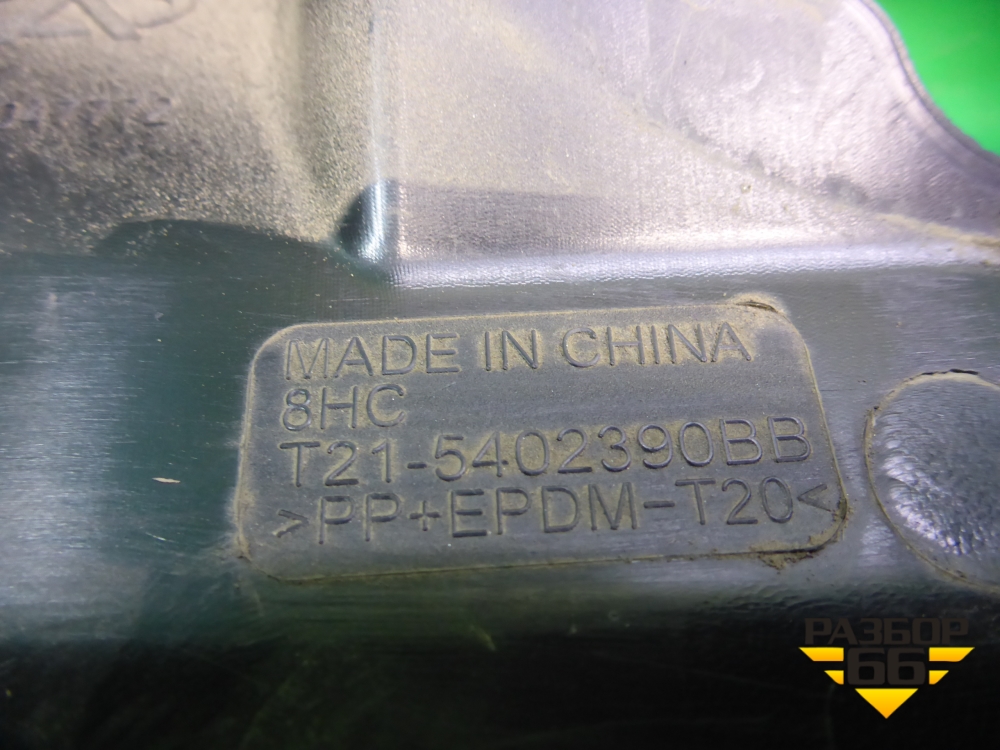 MADE IN CHINA
8HC
T21-5402390BB
>PP+EPDM-T20<
РАЗБОР
66